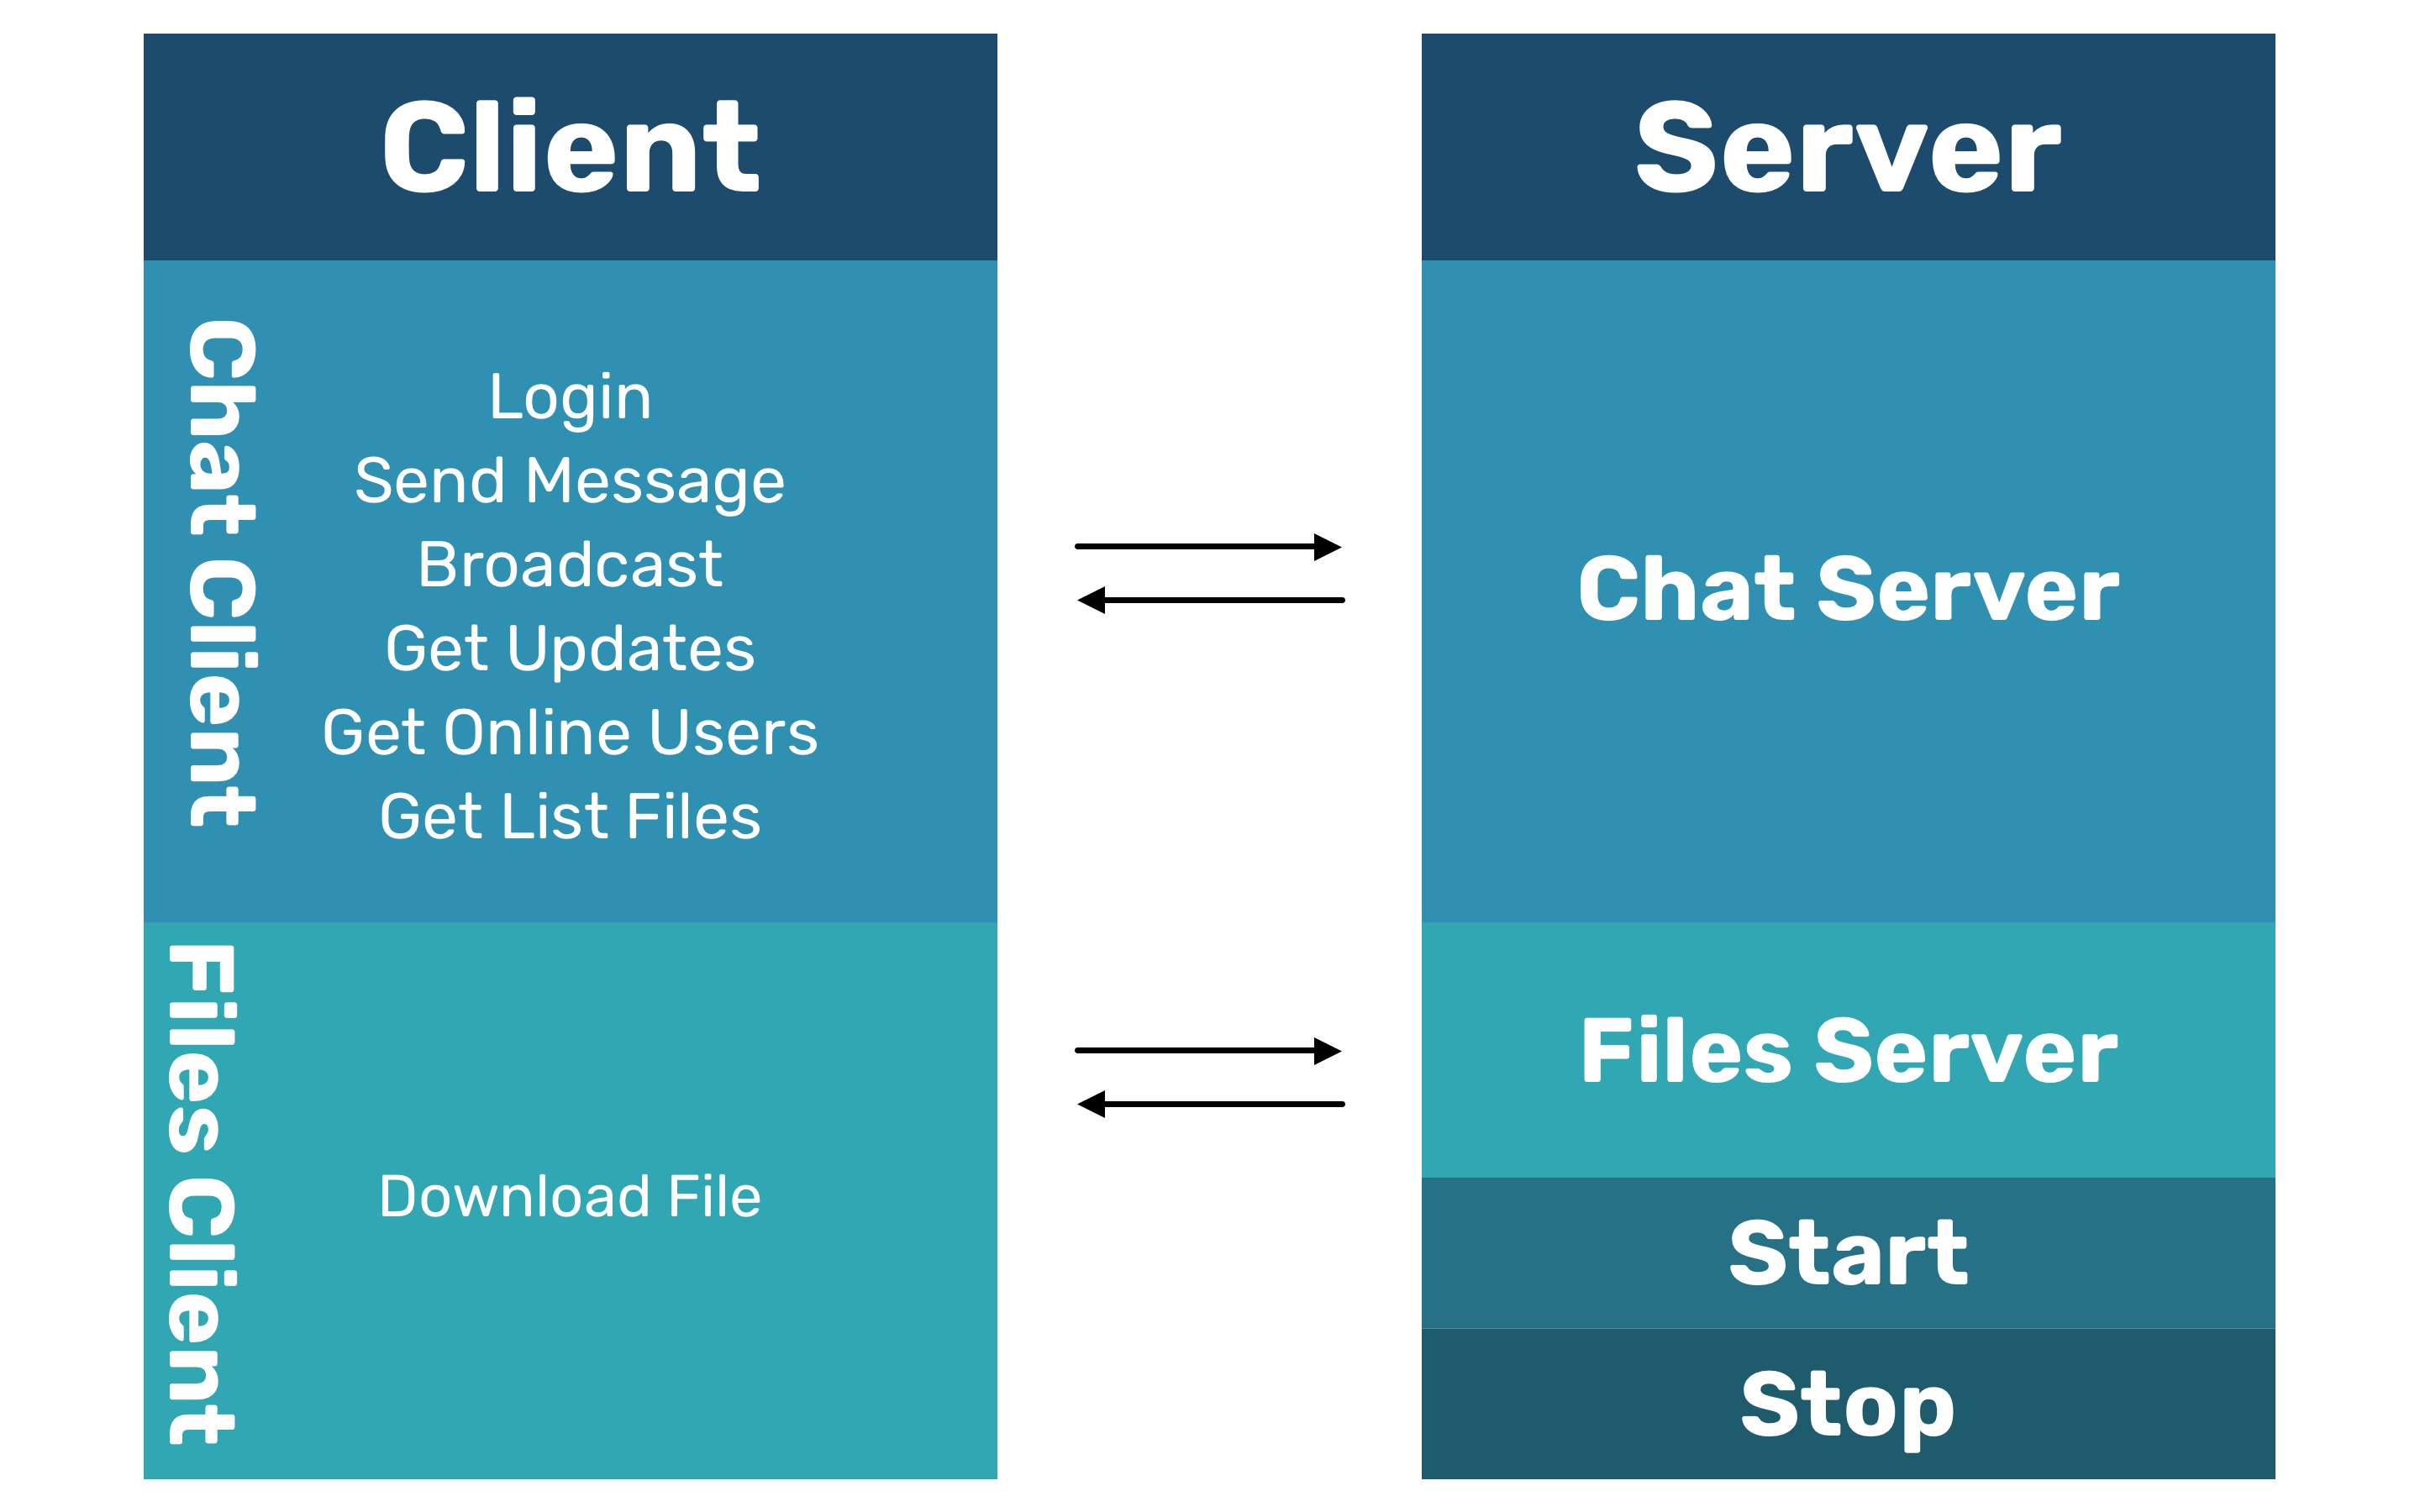 Client
Chat Client
Login
Send Message
Broadcast
Get Updates
Get Online Users
Get List Files
Files Client
Download File
Server
Chat Server
Files Server
Start
Stop